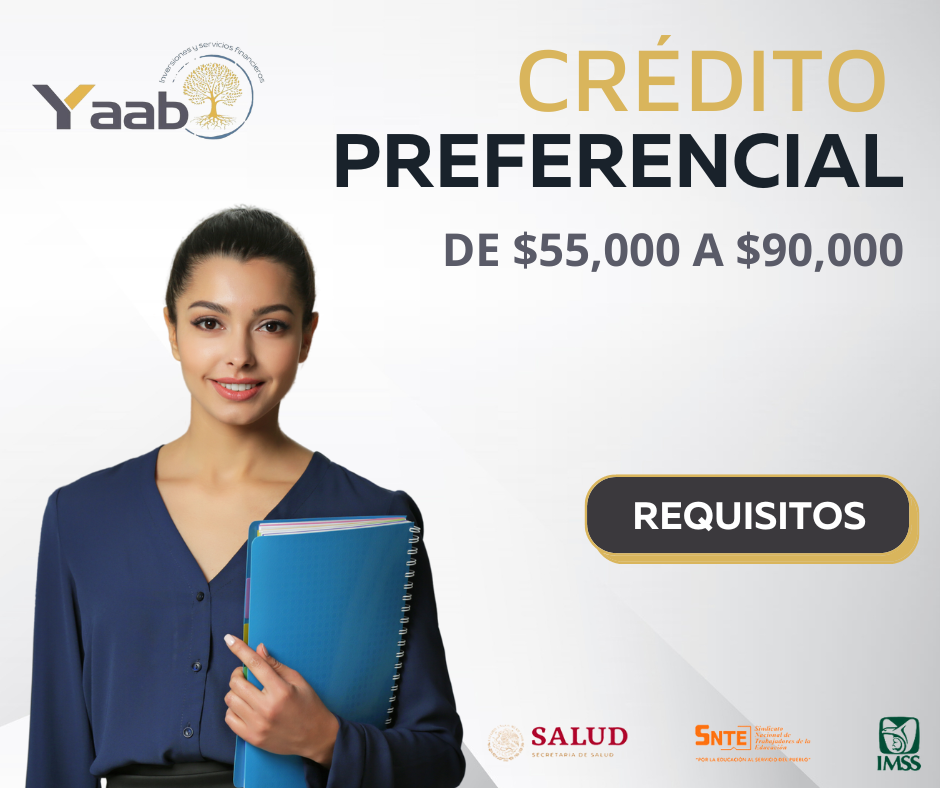 Inversiones y servicios financieros
Yaab
CRÉDITO
PREFERENCIAL
DE $55,000 A $90,000
REQUISITOS
SALUD
SECRETARÍA DE SALUD
SNTE
Sindicato
Nacional de
Trabajadores de la
Educación
"POR LA EDUCACIÓN AL SERVICIO DEL PUEBLO"
IMSS